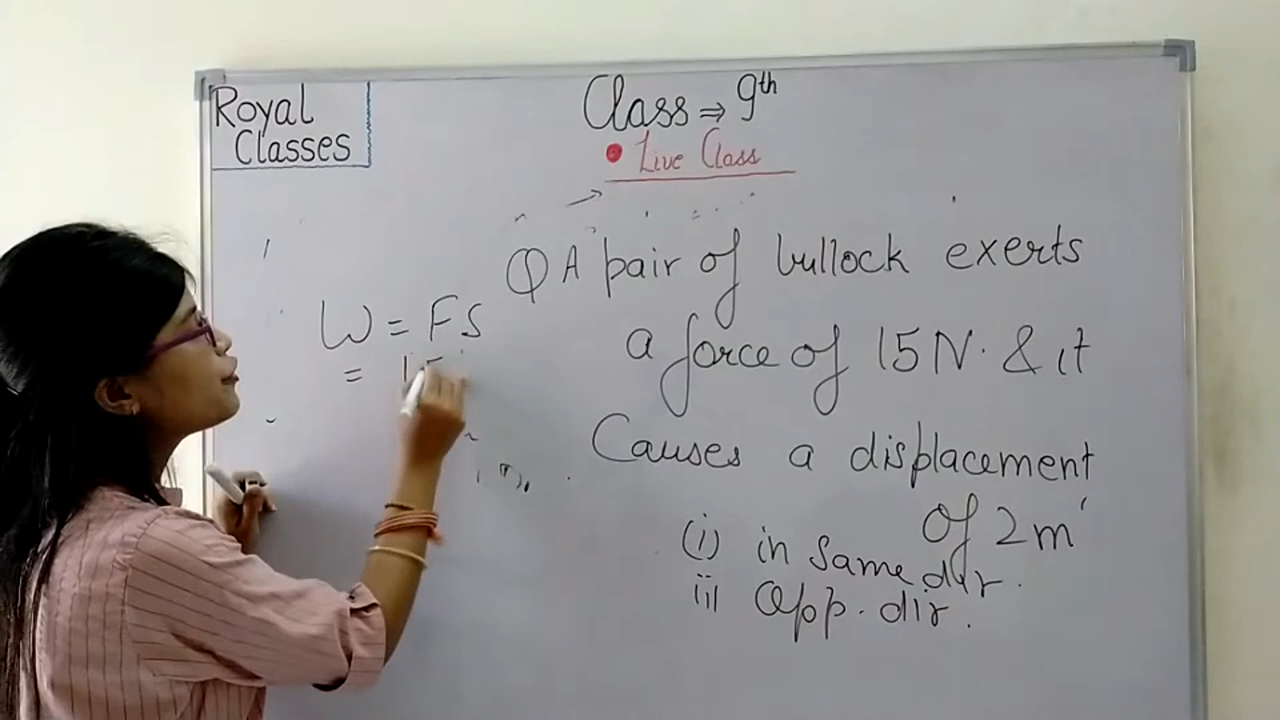 Royal
Classes
Class ⇒ 9th
• Live Class
Q A pair of bullock exerts
a force of 15 N. & it
Causes a displacement
of 2m
(i) in same dir.
ii) Opp. dir.
W = FS
= 15